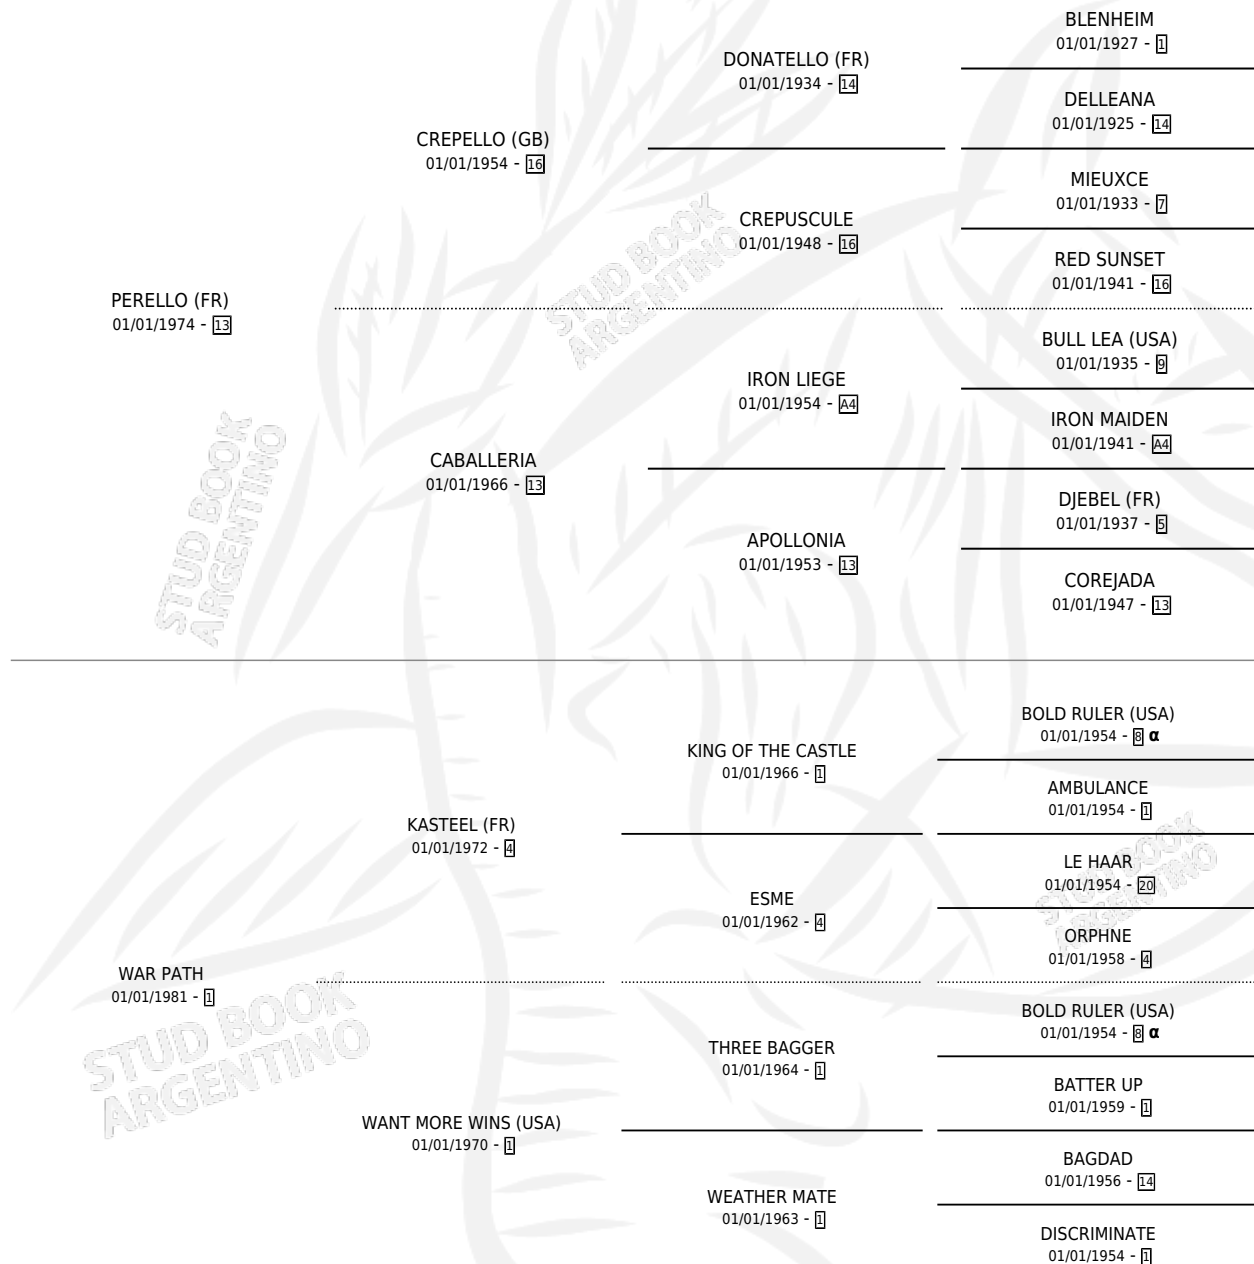 BLENHEIM
01/01/1927 - 1
DONATELLO (FR)
01/01/1934 - 14
DELLEANA
01/01/1925 - 14
CREPELLO (GB)
01/01/1954 - 16
MIEUXCE
01/01/1933 - 7
CREPUSCULE
01/01/1948 - 16
RED SUNSET
01/01/1941 - 16
PERELLO (FR)
01/01/1974 - 13
BULL LEA (USA)
01/01/1935 - 9
IRON LIEGE
01/01/1954 - A4
IRON MAIDEN
01/01/1941 - A4
CABALLERIA
01/01/1966 - 13
DJEBEL (FR)
01/01/1937 - 5
APOLLONIA
01/01/1953 - 13
COREJADA
01/01/1947 - 13
STUD BOOK
ARGENTINO
STUD BOOK
ARGENTINO
BOLD RULER (USA)
01/01/1954 - 8 α
KING OF THE CASTLE
01/01/1966 - 1
AMBULANCE
01/01/1954 - 1
KASTEEL (FR)
01/01/1972 - 4
LE HAAR
01/01/1954 - 20
ESME
01/01/1962 - 4
ORPHNE
01/01/1958 - 4
WAR PATH
01/01/1981 - 1
BOLD RULER (USA)
01/01/1954 - 8 α
THREE BAGGER
01/01/1964 - 1
BATTER UP
01/01/1959 - 1
WANT MORE WINS (USA)
01/01/1970 - 1
BAGDAD
01/01/1956 - 14
WEATHER MATE
01/01/1963 - 1
DISCRIMINATE
01/01/1954 - 1
STUD BOOK
ARGENTINO
STUD BOOK
ARGENTINO